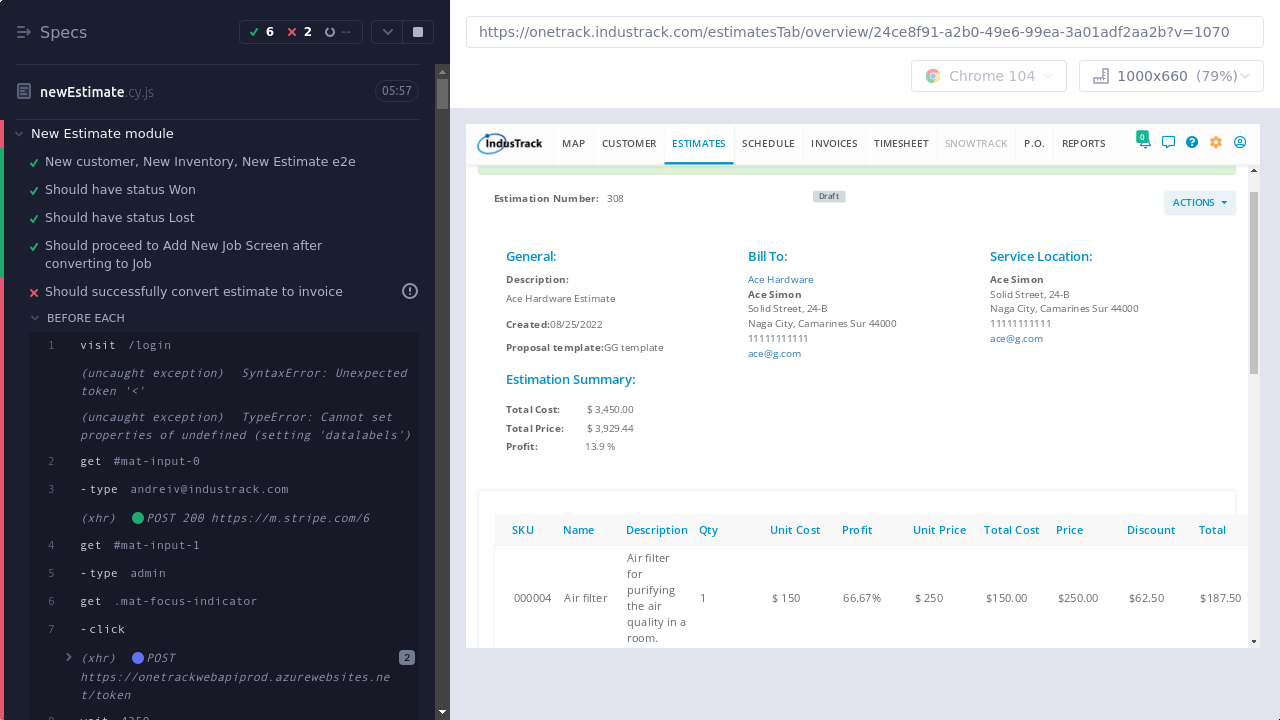 Specs
6 2 --
newEstimate.cy.js 05:57
New Estimate module
New customer, New Inventory, New Estimate e2e
Should have status Won
Should have status Lost
Should proceed to Add New Job Screen after
converting to Job
Should successfully convert estimate to invoice
BEFORE EACH
1 visit /login
(uncaught exception) SyntaxError: Unexpected
token '<'
(uncaught exception) TypeError: Cannot set
properties of undefined (setting 'datalabels')
2 get #mat-input-0
3 -type andreiv@industrack.com
(xhr) POST 200 https://m.stripe.com/6
4 get #mat-input-1
5 -type admin
6 get .mat-focus-indicator
7 -click
(xhr) POST 2
https://onetrackwebapiprod.azurewebsites.ne
t/token
8 wait 4350
https://onetrack.industrack.com/estimatesTab/overview/24ce8f91-a2b0-49e6-99ea-3a01adf2aa2b?v=1070
Chrome 104
1000x660 (79%)
IndusTrack MAP CUSTOMER ESTIMATES SCHEDULE INVOICES TIMESHEET SNOWTRACK P.O. REPORTS 0
Estimation Number: 308 Draft ACTIONS
General:
Description:
Ace Hardware Estimate
Created:08/25/2022
Proposal template:GG template
Bill To:
Ace Hardware
Ace Simon
Solid Street, 24-B
Naga City, Camarines Sur 44000
11111111111
ace@g.com
Service Location:
Ace Simon
Solid Street, 24-B
Naga City, Camarines Sur 44000
11111111111
ace@g.com
Estimation Summary:
Total Cost: $ 3,450.00
Total Price: $ 3,929.44
Profit: 13.9 %
SKU Name Description Qty Unit Cost Profit Unit Price Total Cost Price Discount Total
000004 Air filter Air filter
for
purifying
the air
quality in a
room.
1 $ 150 66.67% $ 250 $150.00 $250.00 $62.50 $187.50